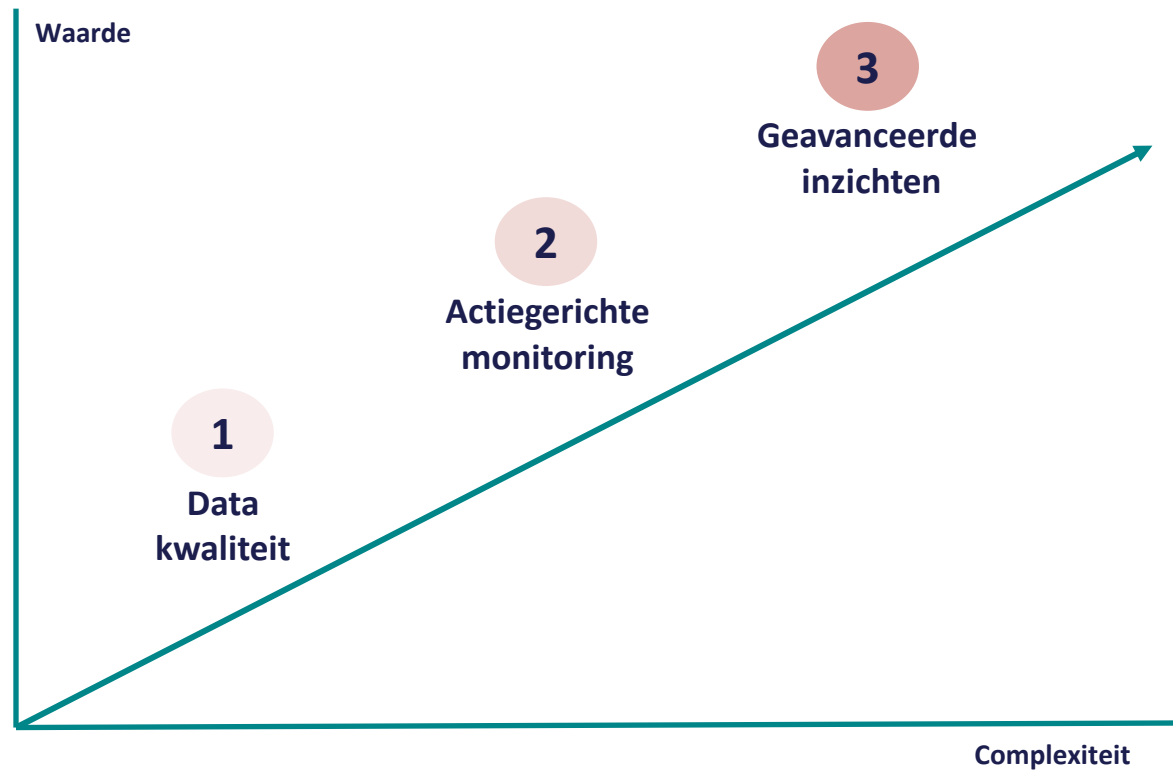 Waarde
3
Geavanceerde
inzichten
2
Actiegerichte
monitoring
1
Data
kwaliteit
Complexiteit